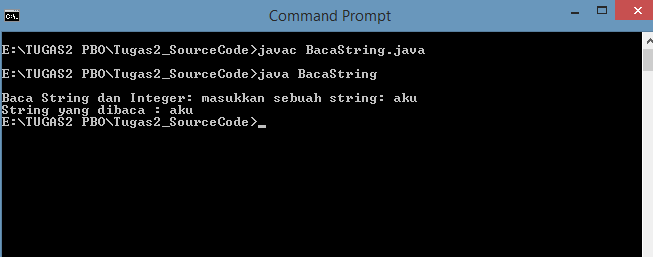 Command Prompt
E:\TUGAS2 PBO\Tugas2_SourceCode>javac BacaString.java
E:\TUGAS2 PBO\Tugas2_SourceCode>java BacaString
Baca String dan Integer: masukkan sebuah string: aku
String yang dibaca : aku
E:\TUGAS2 PBO\Tugas2_SourceCode>_